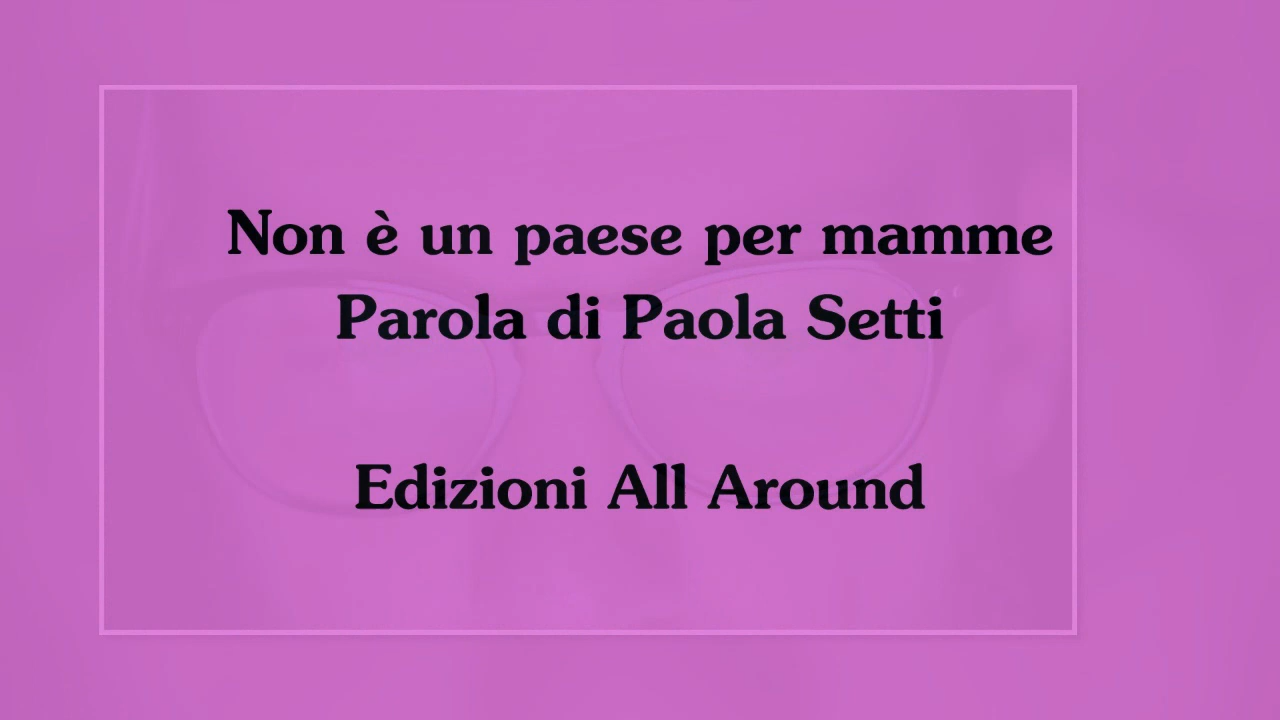 Non è un paese per mamme
Parola di Paola Setti
Edizioni All Around